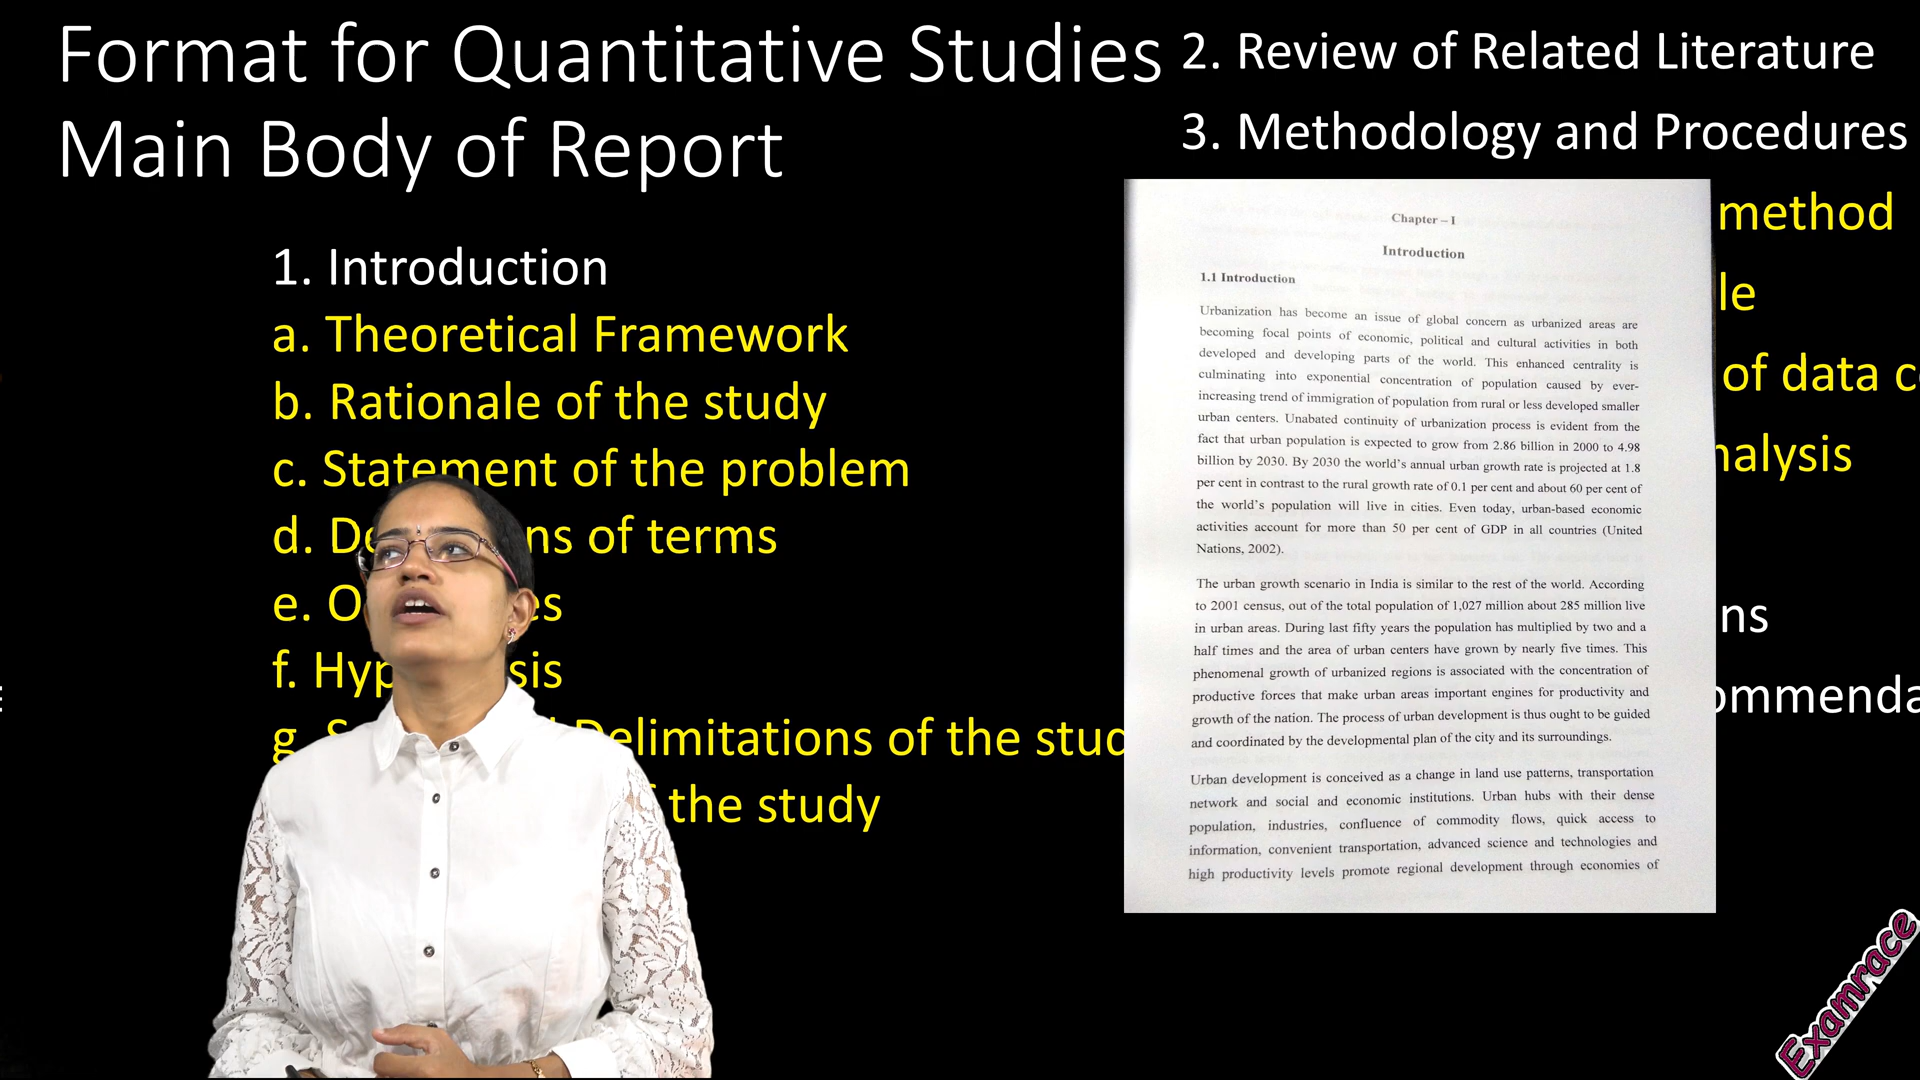 Format for Quantitative Studies
Main Body of Report
1. Introduction
a. Theoretical Framework
b. Rationale of the study
c. Statement of the problem
d. of terms
e.
f.
g. Delimitations of the
the study
2. Review of Related Literature
3. Methodology and Procedures
method
of data
Chapter – I
Introduction
1.1 Introduction
Urbanization has become an issue of global concern as urbanized areas are
becoming focal points of economic, political and cultural activities in both
developed and developing parts of the world. This enhanced centrality is
culminating into exponential concentration of population caused by ever-
increasing trend of immigration of population from rural or less developed smaller
urban centers. Unabated continuity of urbanization process is evident from the
fact that urban population is expected to grow from 2.86 billion in 2000 to 4.98
billion by 2030. By 2030 the world's annual urban growth rate is projected at 1.8
per cent in contrast to the rural growth rate of 0.1 per cent and about 60 per cent of
the world's population will live in cities. Even today, urban-based economic
activities account for more than 50 per cent of GDP in all countries (United
Nations, 2002).
The urban growth scenario in India is similar to the rest of the world. According
to 2001 census, out of the total population of 1,027 million about 285 million live
in urban areas. During last fifty years the population has multiplied by two and a
half times and the area of urban centers have grown by nearly five times. This
phenomenal growth of urbanized regions is associated with the concentration of
productive forces that make urban areas important engines for productivity and
growth of the nation. The process of urban development is thus ought to be guided
and coordinated by the developmental plan of the city and its surroundings.
Urban development is conceived as a change in land use patterns, transportation
network and social and economic institutions. Urban hubs with their dense
population, industries, confluence of commodity flows, quick access to
information, convenient transportation, advanced science and technologies and
high productivity levels promote regional development through economies of
Examrace